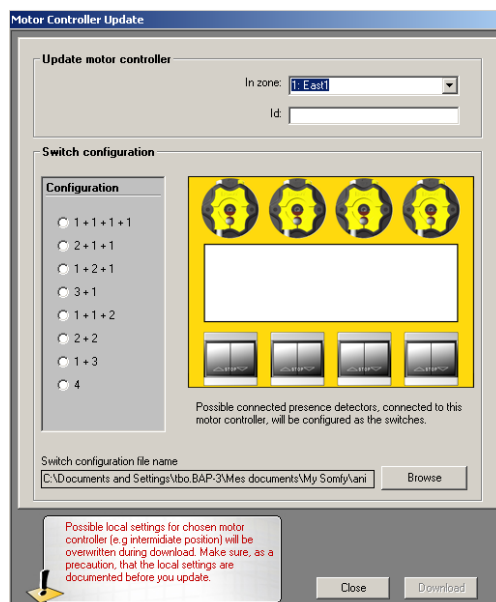 Motor Controller Update
Update motor controller
In zone: 1: East1
Id:
Switch configuration
Configuration
1 + 1 + 1 + 1
2 + 1 + 1
1 + 2 + 1
3 + 1
1 + 1 + 2
2 + 2
1 + 3
4
STOP STOP STOP STOP
Possible connected presence detectors, connected to this
motor controller, will be configured as the switches.
Switch configuration file name
C:\Documents and Settings\tbo.BAP-3\Mes documents\My Somfy\ani
Browse
Possible local settings for chosen motor
controller (e.g intermidiate position) will be
overwritten during download. Make sure, as a
precaution, that the local settings are
documented before you update.
Close Download